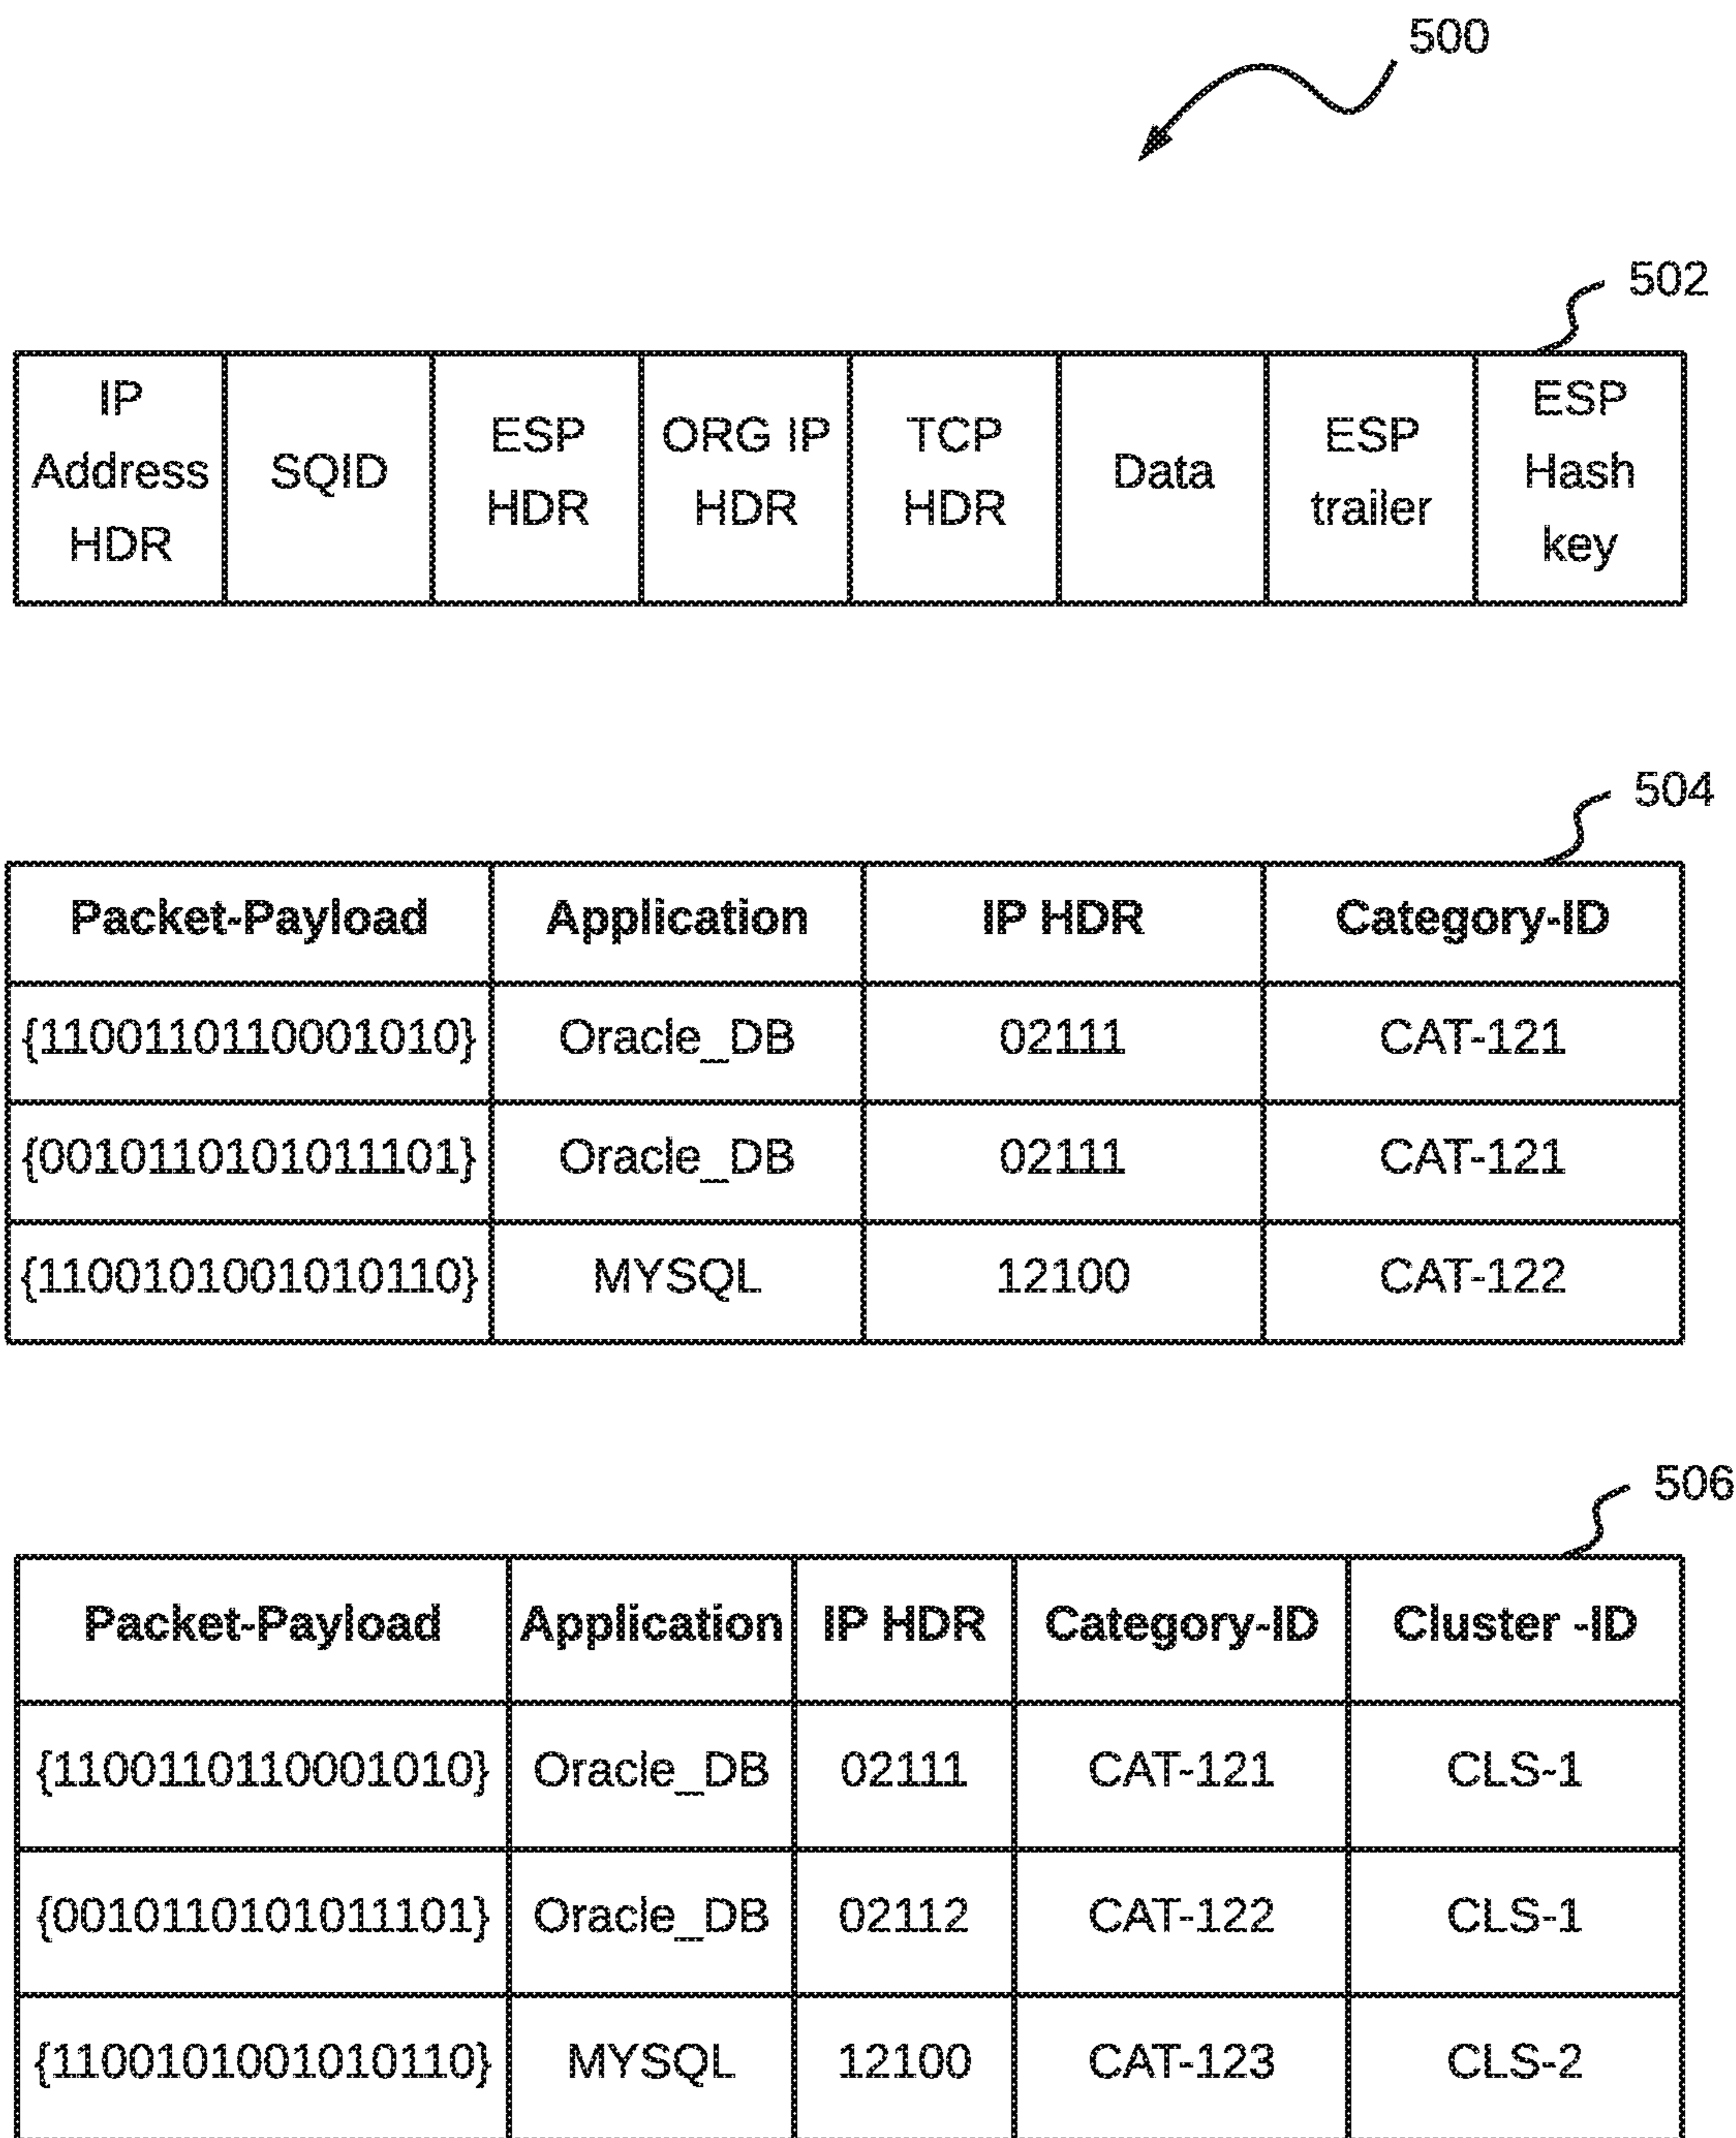 500
502
IP Address HDR SQID ESP HDR ORG IP HDR TCP HDR Data ESP trailer ESP Hash key
504
Packet-Payload Application IP HDR Category-ID
{1100110110001010} Oracle_DB 02111 CAT-121
{0010110101011101} Oracle_DB 02111 CAT-121
{1100101001010110} MYSQL 12100 CAT-122
506
Packet-Payload Application IP HDR Category-ID Cluster -ID
{1100110110001010} Oracle_DB 02111 CAT-121 CLS-1
{0010110101011101} Oracle_DB 02112 CAT-122 CLS-1
{1100101001010110} MYSQL 12100 CAT-123 CLS-2